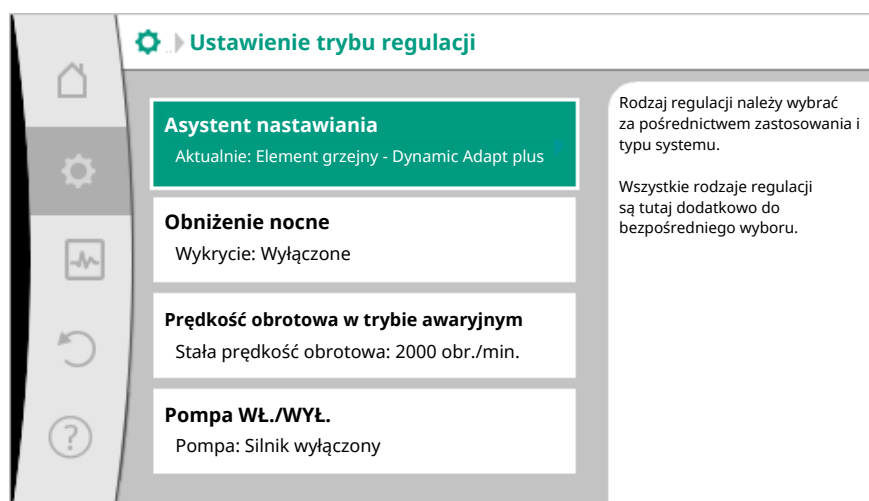 Ustawienie trybu regulacji
Asystent nastawiania
Aktualnie: Element grzejny - Dynamic Adapt plus
Obniżenie nocne
Wykrycie: Wyłączone
Prędkość obrotowa w trybie awaryjnym
Stała prędkość obrotowa: 2000 obr./min.
Pompa WŁ./WYŁ.
Pompa: Silnik wyłączony
Rodzaj regulacji należy wybrać
za pośrednictwem zastosowania i
typu systemu.
Wszystkie rodzaje regulacji
są tutaj dodatkowo do
bezpośredniego wyboru.